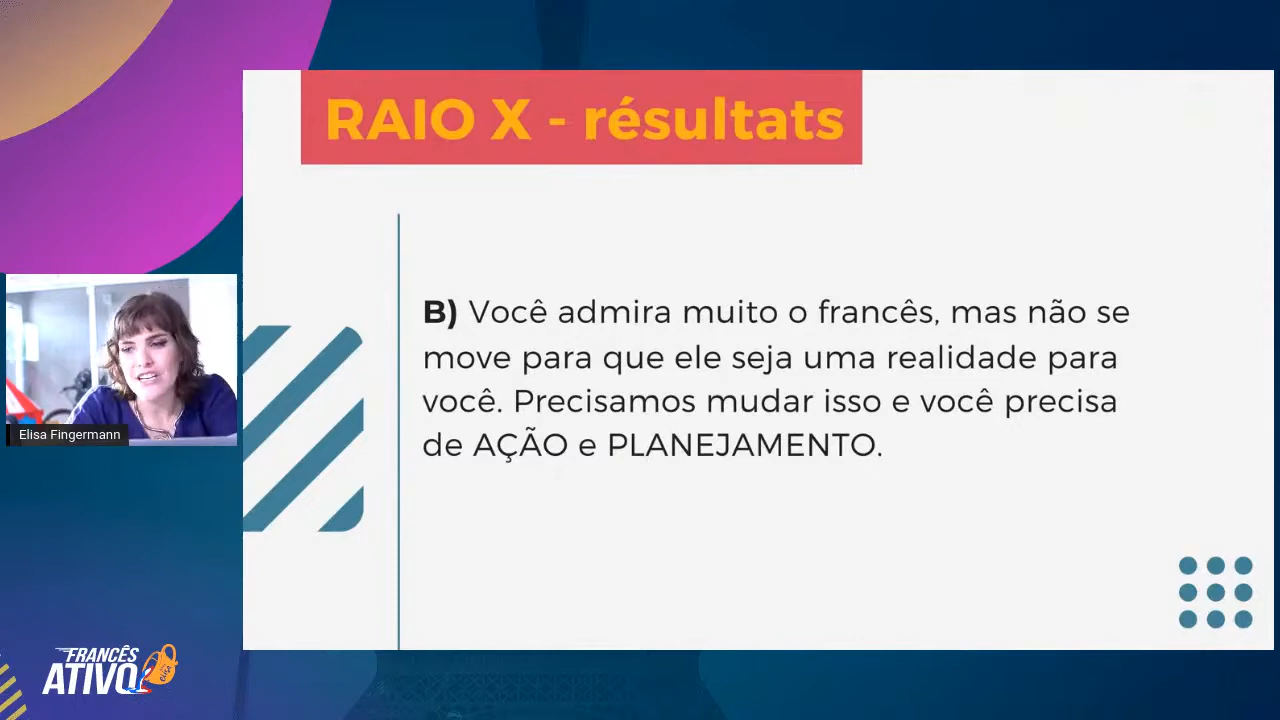 RAIO X - résultats
B) Você admira muito o francês, mas não se
move para que ele seja uma realidade para
você. Precisamos mudar isso e você precisa
de AÇÃO e PLANEJAMENTO.
Elisa Fingermann
FRANCÊS
ATIVO